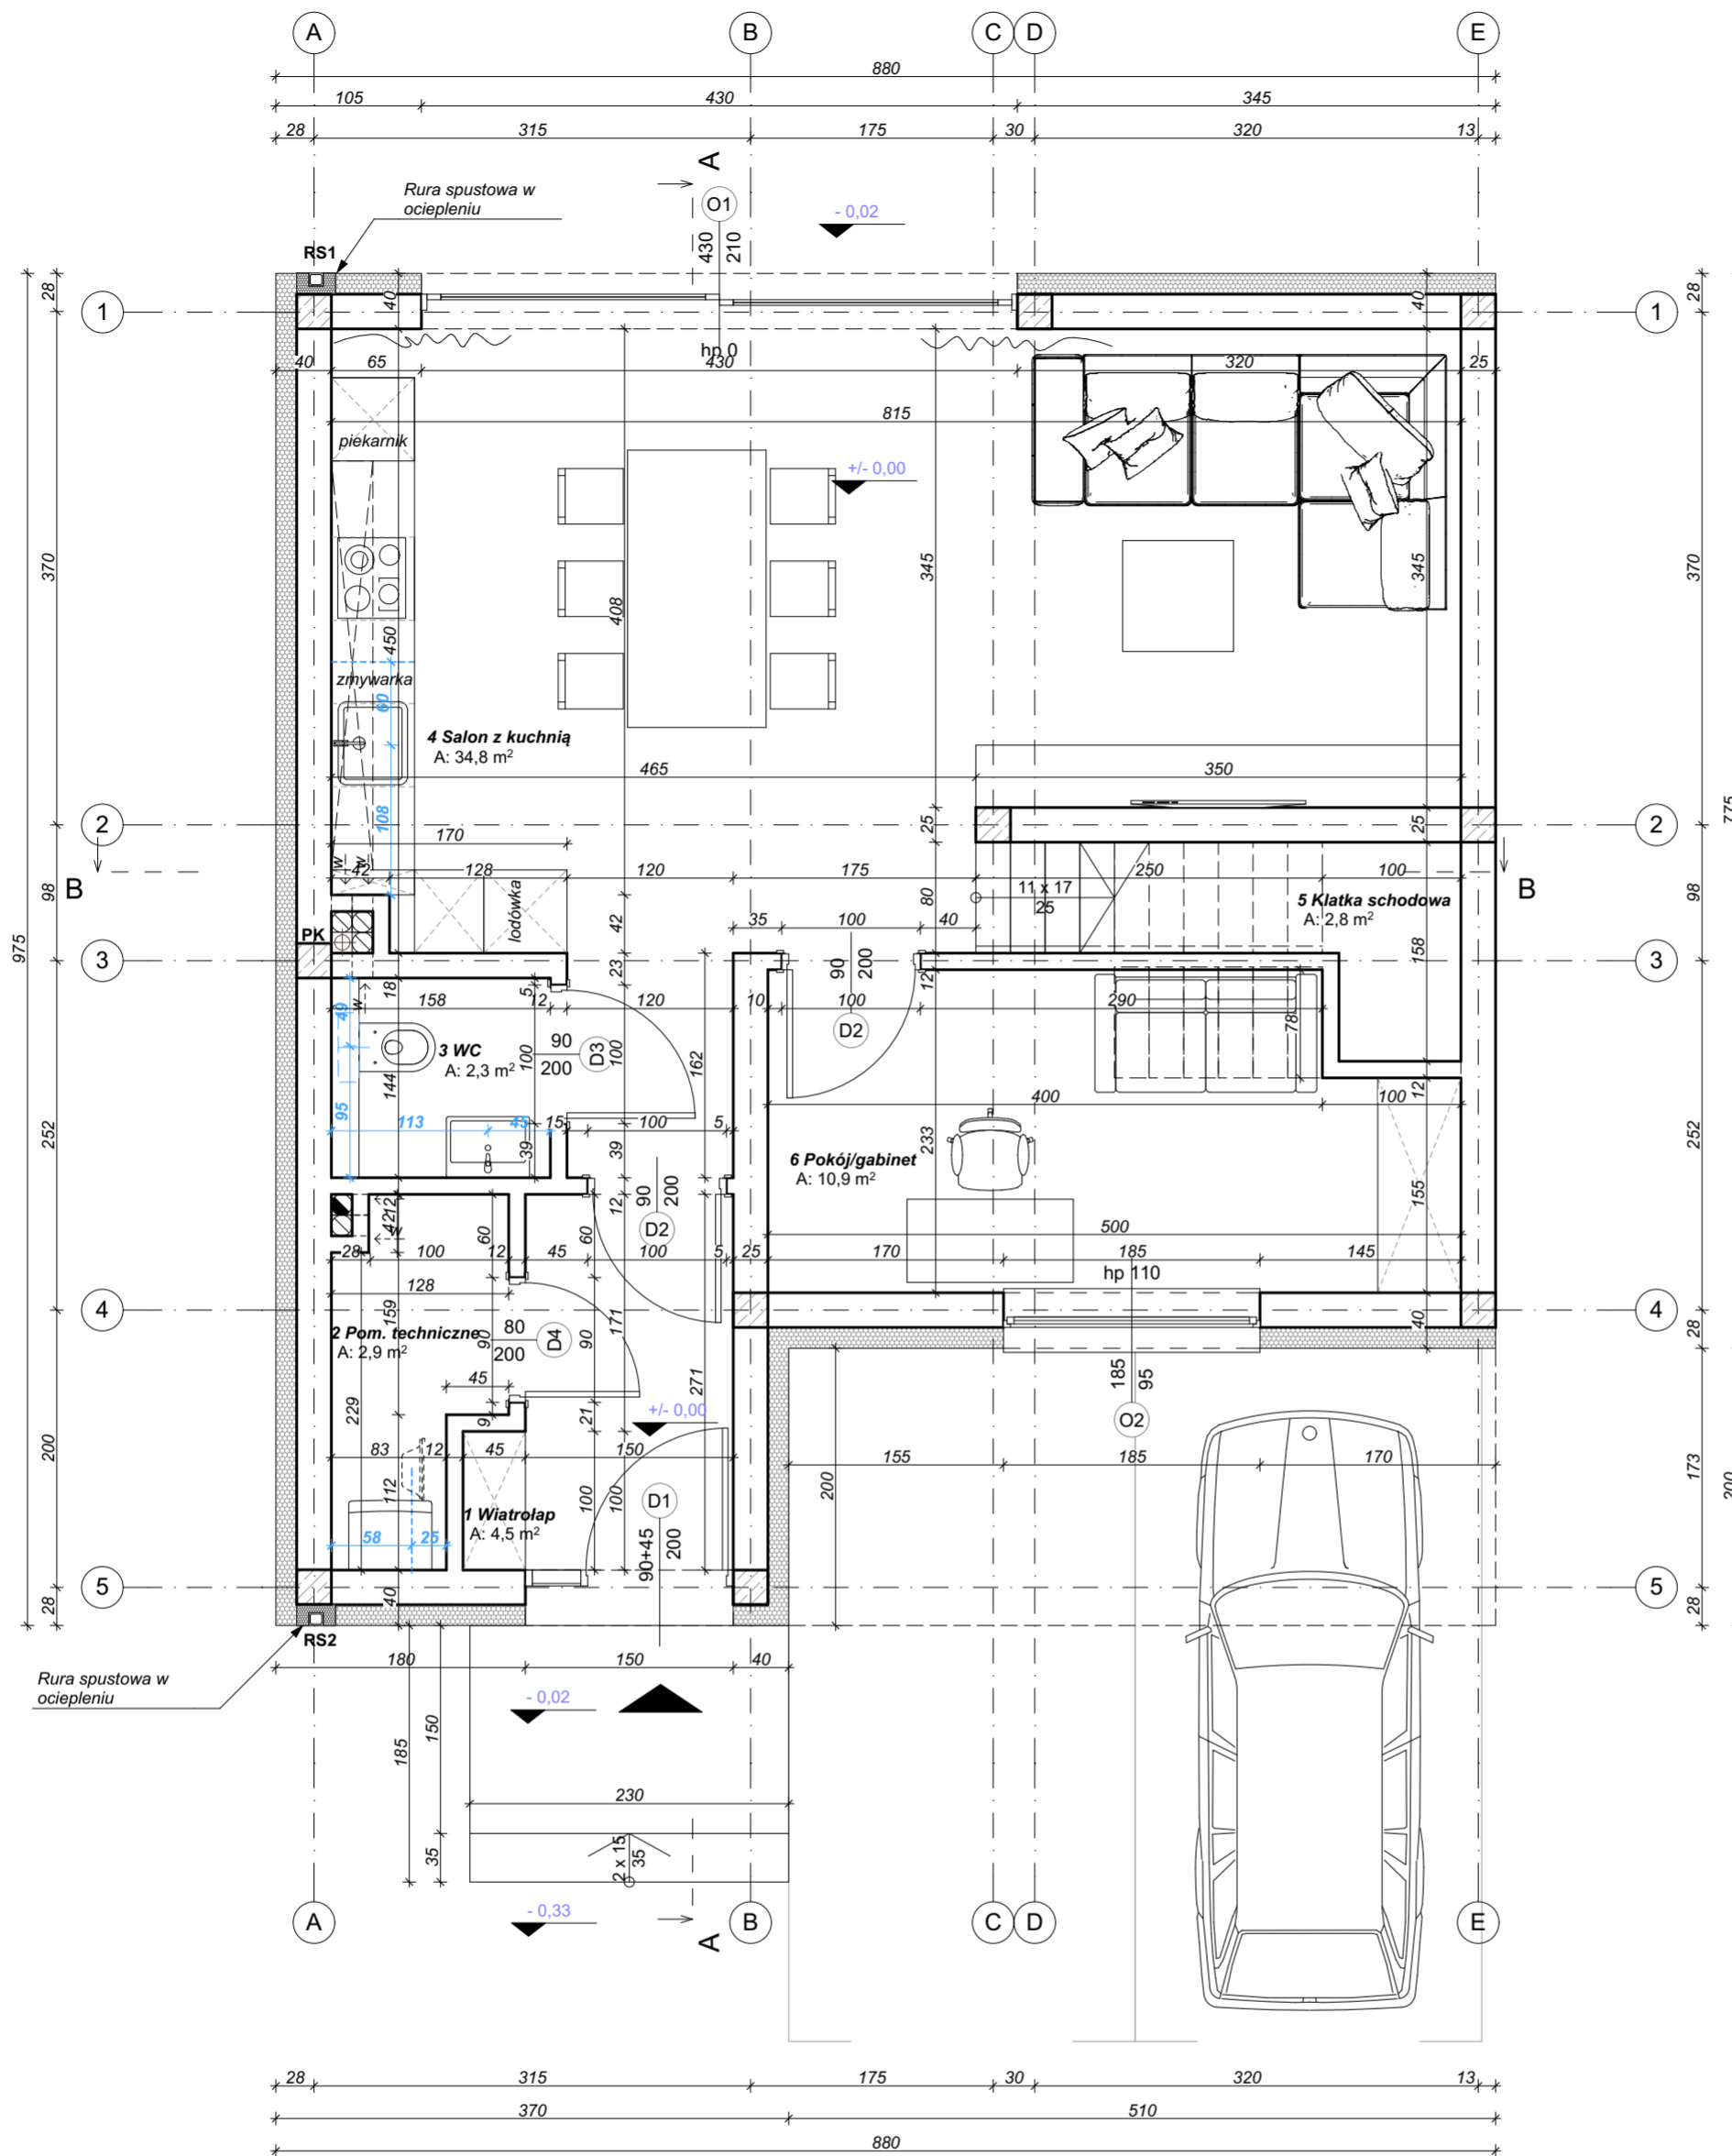 A B C D E
880
105 430 345
28 315 175 30 320 13
A
Rura spustowa w
ociepleniu
O1
- 0,02
430
210
RS1
28
40
40
28
1
1
hp 0
40 65 430 320 25
815
piekarnik
+/- 0,00
370
408
345
345
370
450
zmywarka
60
4 Salon z kuchnią
A: 34,8 m²
465 350
775
108
2
25
25
2
170
w w
B
42 128 120 175 250 100
B
98
lodówka
42
80
11 x 17
25
5 Klatka schodowa
A: 2,8 m²
98
35 100 40
975
PK
3
23
90
200
158
3
18
5
12
158 12 120 10 100 290
49
w
D2
78
3 WC
A: 2,3 m²
90
200
D3
100
100
162
144
95
400 100
12
113 45 15 100 5
252
39
39
233
252
6 Pokój/gabinet
A: 10,9 m²
90
200
155
12
12
42
w
60
60
D2
500
28 100 12 45 100 5 25 170 185 145
hp 110
128
4
4
159
171
2 Pom. techniczne
A: 2,9 m²
80
200
D4
90
90
40
28
185
95
45
271
229
9
21
+/- 0,00
O2
200
83 12 45 150
155 185 170
112
100
100
D1
200
173
200
1 Wiatrołap
A: 4,5 m²
58 25
90+45
200
5
5
28
40
28
RS2
180 150 40
Rura spustowa w
ociepleniu
- 0,02
150
185
230
35
2 x 15
35
- 0,33
A
A B C D E
28 315 175 30 320 13
370 510
880